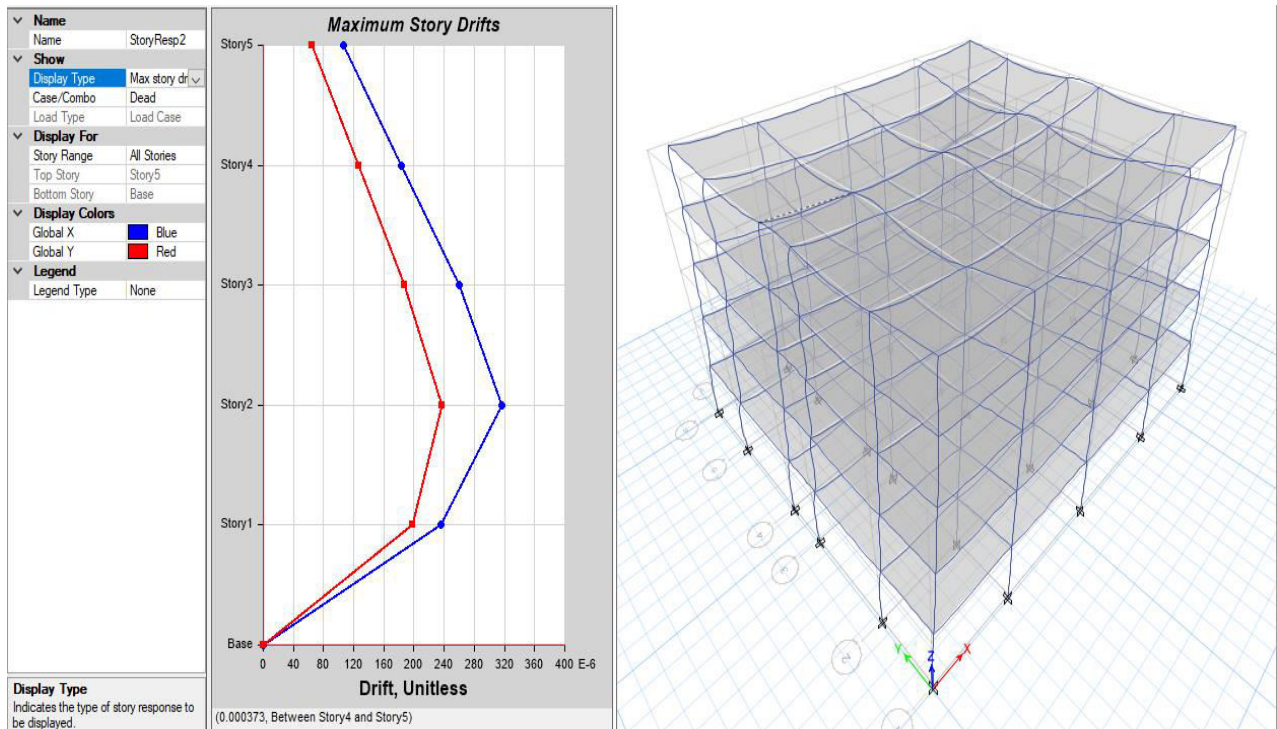 Name
Name StoryResp2
Show
Display Type Max story dr
Case/Combo Dead
Load Type Load Case
Display For
Story Range All Stories
Top Story Story5
Bottom Story Base
Display Colors
Global X Blue
Global Y Red
Legend
Legend Type None
Display Type
Indicates the type of story response to
be displayed.
Maximum Story Drifts
Story5
Story4
Story3
Story2
Story1
Base
0 40 80 120 160 200 240 280 320 360 400 E-6
Drift, Unitless
(0.000373, Between Story4 and Story5)
Y Z X